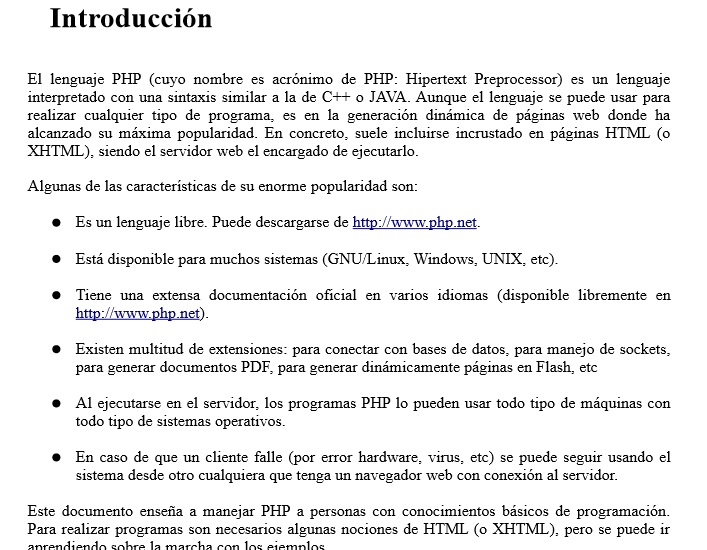 Introducción
El lenguaje PHP (cuyo nombre es acrónimo de PHP: Hipertext Preprocessor) es un lenguaje
interpretado con una sintaxis similar a la de C++ o JAVA. Aunque el lenguaje se puede usar para
realizar cualquier tipo de programa, es en la generación dinámica de páginas web donde ha
alcanzado su máxima popularidad. En concreto, suele incluirse incrustado en páginas HTML (o
XHTML), siendo el servidor web el encargado de ejecutarlo.
Algunas de las características de su enorme popularidad son:
● Es un lenguaje libre. Puede descargarse de http://www.php.net.
● Está disponible para muchos sistemas (GNU/Linux, Windows, UNIX, etc).
● Tiene una extensa documentación oficial en varios idiomas (disponible libremente en
http://www.php.net).
● Existen multitud de extensiones: para conectar con bases de datos, para manejo de sockets,
para generar documentos PDF, para generar dinámicamente páginas en Flash, etc
● Al ejecutarse en el servidor, los programas PHP lo pueden usar todo tipo de máquinas con
todo tipo de sistemas operativos.
● En caso de que un cliente falle (por error hardware, virus, etc) se puede seguir usando el
sistema desde otro cualquiera que tenga un navegador web con conexión al servidor.
Este documento enseña a manejar PHP a personas con conocimientos básicos de programación.
Para realizar programas son necesarios algunas nociones de HTML (o XHTML), pero se puede ir
aprendiendo sobre la marcha con los ejemplos.